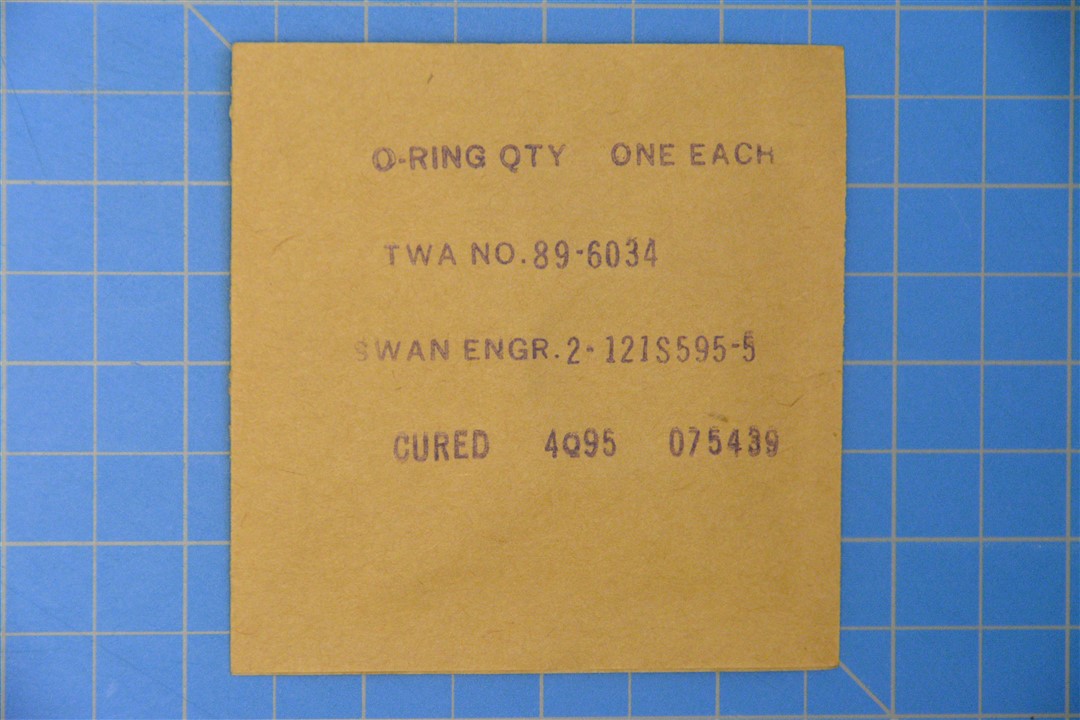 O-RING QTY ONE EACH
TWA NO. 89-6034
SWAN ENGR. 2-121S595-5
CURED 4Q95 075439